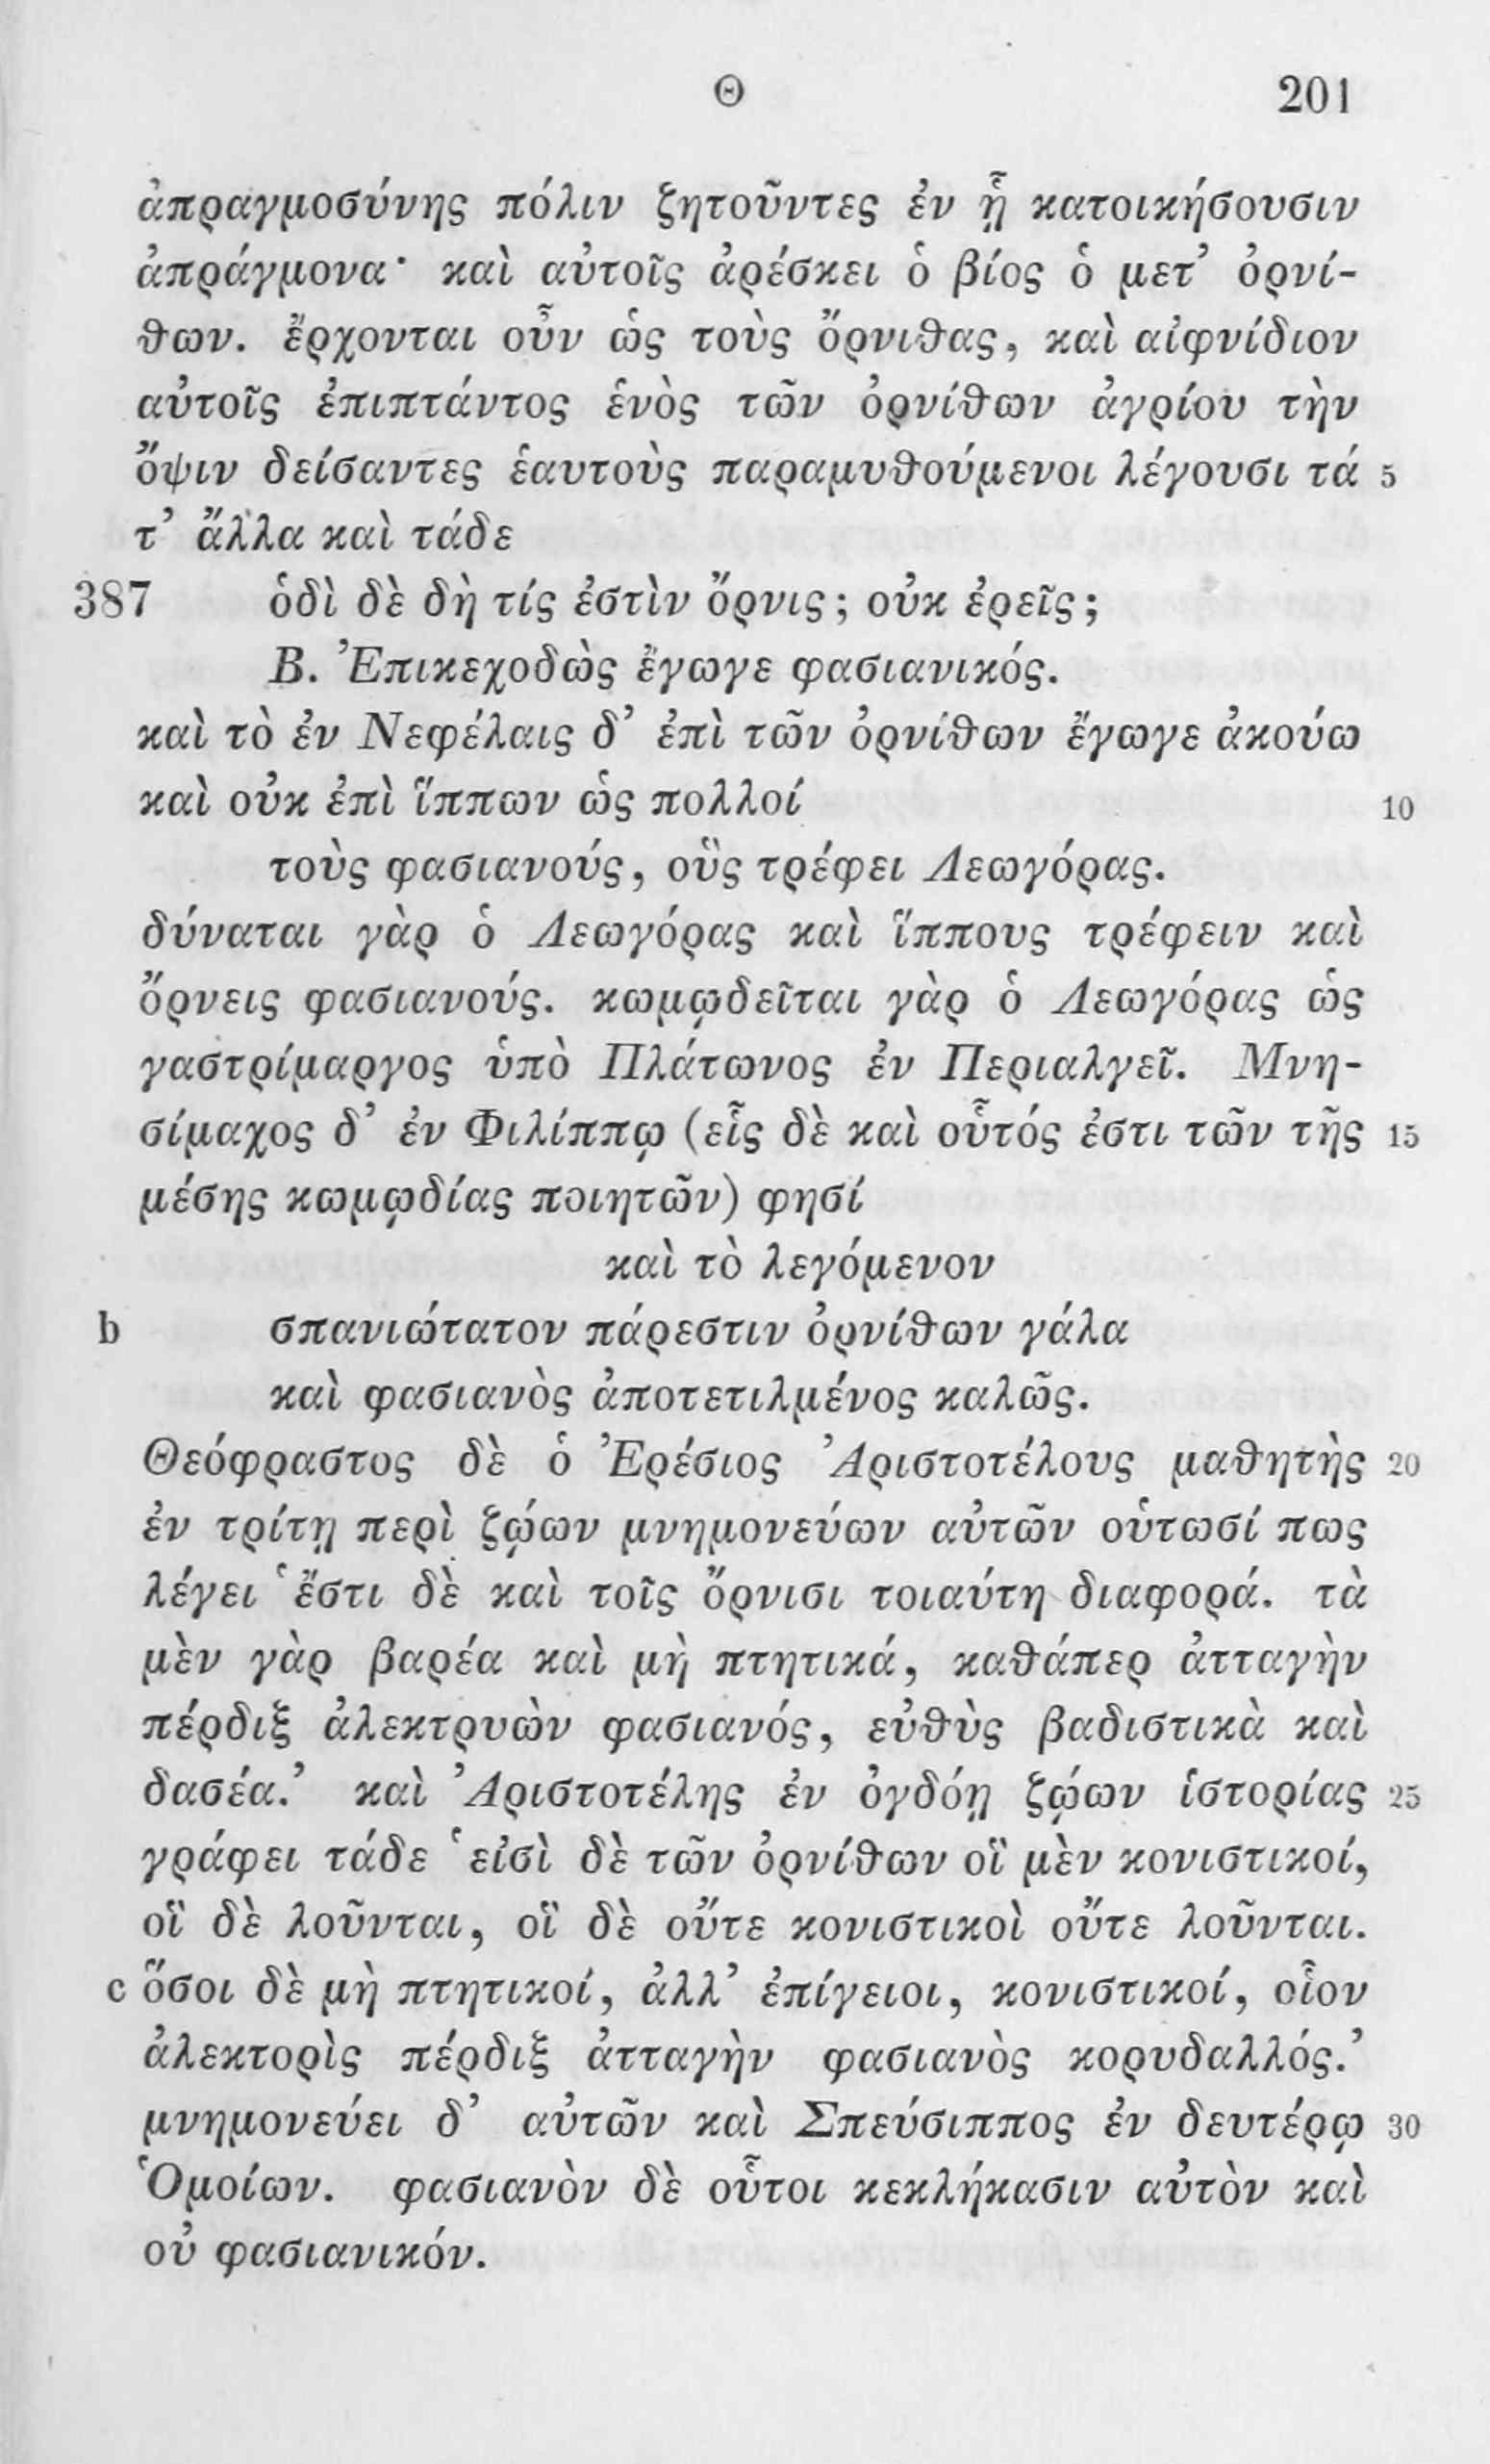 Θ 201
ἀπραγμοσύνης πόλιν ζητοῦντες ἐν ᾗ κατοικήσουσιν
ἀπράγμονα· καὶ αὐτοῖς ἀρέσκει ὁ βίος ὁ μετ’ ὀρνί-
θων. ἔρχονται οὖν ὡς τοὺς ὄρνιθας, καὶ αἰφνίδιον
αὐτοῖς ἐπιπτάντος ἑνὸς τῶν ὀρνίθων ἀγρίου τὴν
ὄψιν δείσαντες ἑαυτοὺς παραμυθούμενοι λέγουσι τά 5
τ’ ἄλλα καὶ τάδε
387 ὁδὶ δὲ δὴ τίς ἐστὶν ὄρνις; οὐκ ἐρεῖς;
Β. Ἐπικεχοδὼς ἔγωγε φασιανικός.
καὶ τὸ ἐν Νεφέλαις δ’ ἐπὶ τῶν ὀρνίθων ἔγωγε ἀκούω
καὶ οὐκ ἐπὶ ἵππων ὡς πολλοί 10
τοὺς φασιανούς, οὓς τρέφει Λεωγόρας.
δύναται γὰρ ὁ Λεωγόρας καὶ ἵππους τρέφειν καὶ
ὄρνεις φασιανούς. κωμῳδεῖται γὰρ ὁ Λεωγόρας ὡς
γαστρίμαργος ὑπὸ Πλάτωνος ἐν Περιαλγεῖ. Μνη-
σίμαχος δ’ ἐν Φιλίππῳ (εἷς δὲ καὶ οὗτός ἐστι τῶν τῆς 15
μέσης κωμῳδίας ποιητῶν) φησί
καὶ τὸ λεγόμενον
b σπανιώτατον πάρεστιν ὀρνίθων γάλα
καὶ φασιανὸς ἀποτετιλμένος καλῶς.
Θεόφραστος δὲ ὁ Ἐρέσιος Ἀριστοτέλους μαθητὴς 20
ἐν τρίτῃ περὶ ζῴων μνημονεύων αὐτῶν οὑτωσί πως
λέγει ‘ἔστι δὲ καὶ τοῖς ὄρνισι τοιαύτη διαφορά. τὰ
μὲν γὰρ βαρέα καὶ μὴ πτητικά, καθάπερ ἀτταγὴν
πέρδιξ ἀλεκτρυὼν φασιανός, εὐθὺς βαδιστικὰ καὶ
δασέα.’ καὶ Ἀριστοτέλης ἐν ὀγδόῃ ζῴων ἱστορίας 25
γράφει τάδε ‘εἰσὶ δὲ τῶν ὀρνίθων οἳ μὲν κονιστικοί,
οἳ δὲ λοῦνται, οἳ δὲ οὔτε κονιστικοὶ οὔτε λοῦνται.
c ὅσοι δὲ μὴ πτητικοί, ἀλλ’ ἐπίγειοι, κονιστικοί, οἷον
ἀλεκτορὶς πέρδιξ ἀτταγὴν φασιανὸς κορυδαλλός.’
μνημονεύει δ’ αὐτῶν καὶ Σπεύσιππος ἐν δευτέρῳ 30
Ὁμοίων. φασιανὸν δὲ οὗτοι κεκλήκασιν αὐτὸν καὶ
οὐ φασιανικόν.